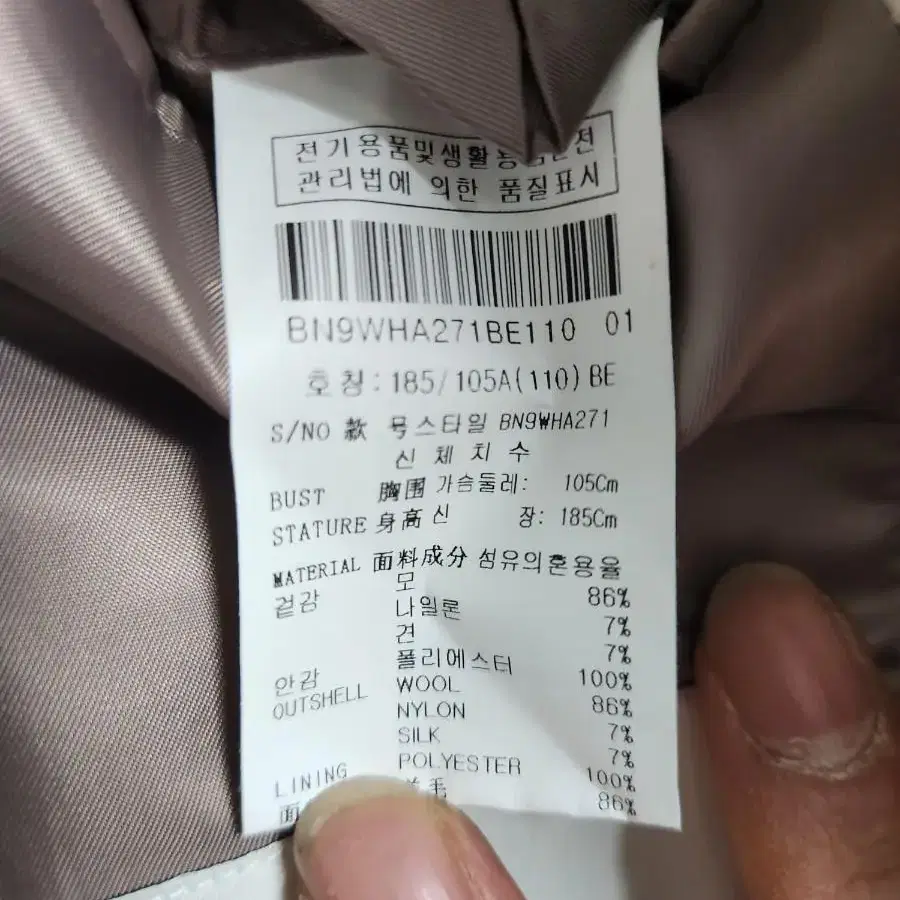 전기용품및생활용
관리법에 의한 품질표시
BN9WHA271BE110 01
호칭:185/105A(110)BE
S/NO 款 号스타일 BN9WHA271
신 체 치 수
BUST 胸围 가슴둘레: 105Cm
STATURE 身高 신 장: 185Cm
MATERIAL 面料成分 섬유의혼용율
겉감 모 86%
나일론 7%
견 7%
안감 폴리에스터 100%
OUTSHELL WOOL 86%
NYLON 7%
SILK 7%
LINING POLYESTER 100%
面 羊毛 86%